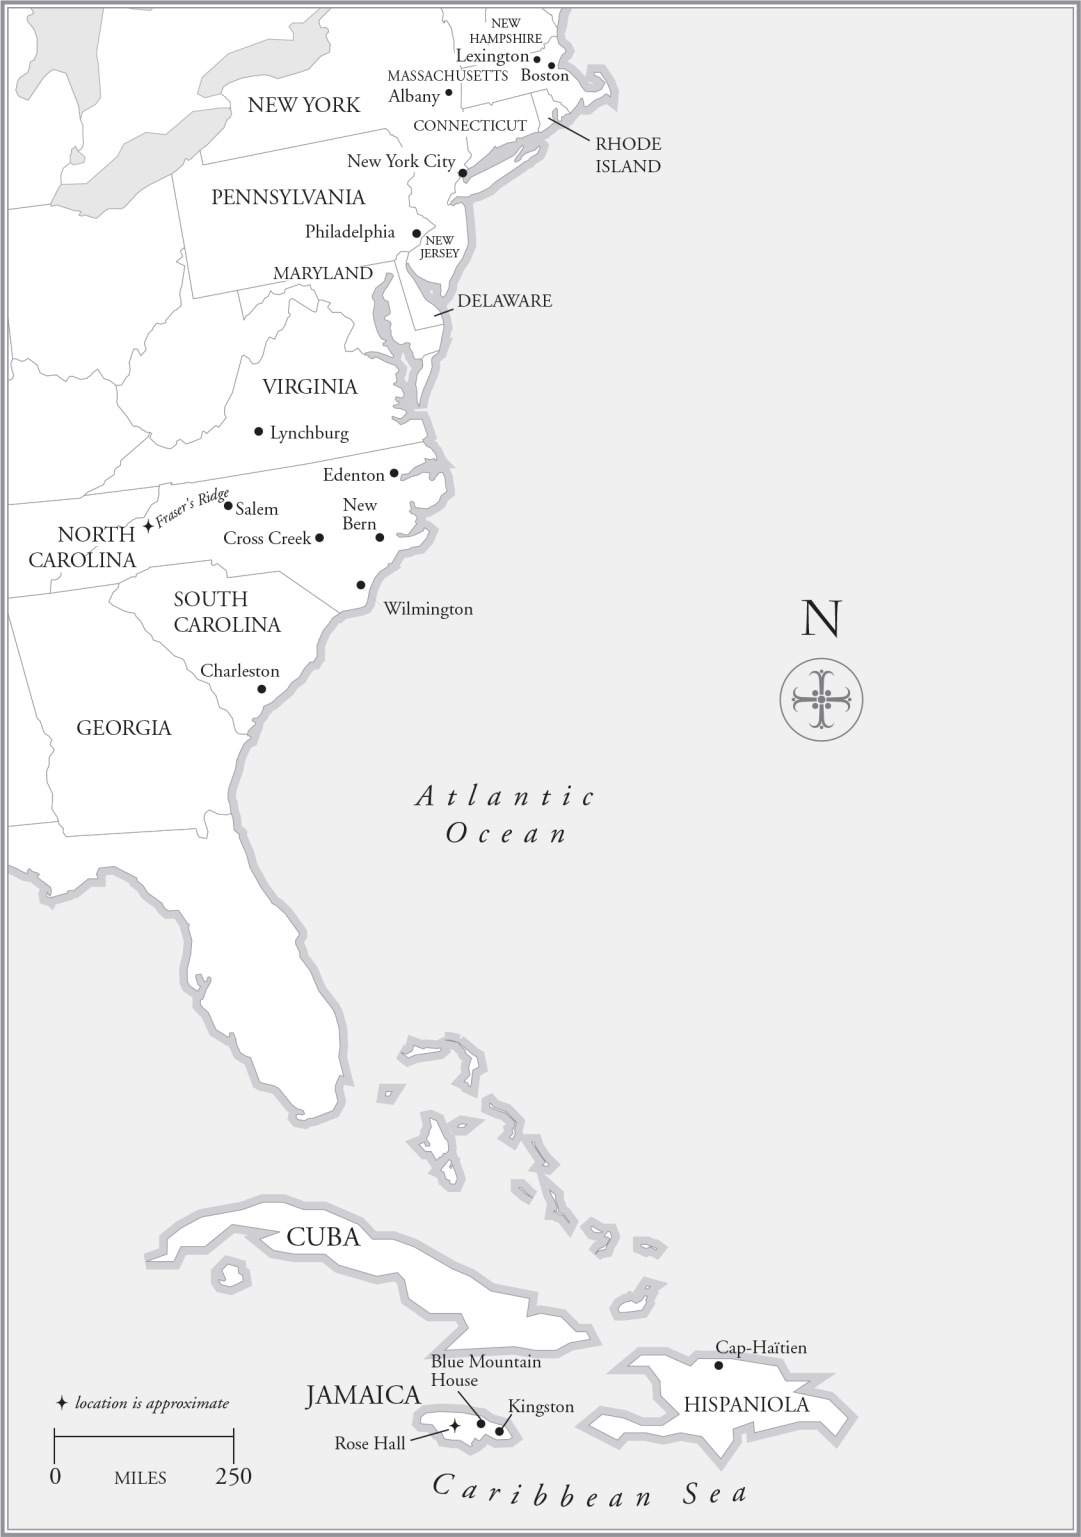 NEW
HAMPSHIRE
Lexington
MASSACHUSETTS
Boston
Albany
NEW YORK
CONNECTICUT
RHODE
ISLAND
New York City
PENNSYLVANIA
Philadelphia
NEW
JERSEY
MARYLAND
DELAWARE
VIRGINIA
Lynchburg
Edenton
Fraser's Ridge
Salem
New
Bern
NORTH
CAROLINA
Cross Creek
SOUTH
CAROLINA
Wilmington
N
Charleston
GEORGIA
Atlantic
Ocean
CUBA
Cap-Haïtien
Blue Mountain
House
JAMAICA
HISPANIOLA
Kingston
Rose Hall
location is approximate
0 MILES 250
Caribbean Sea